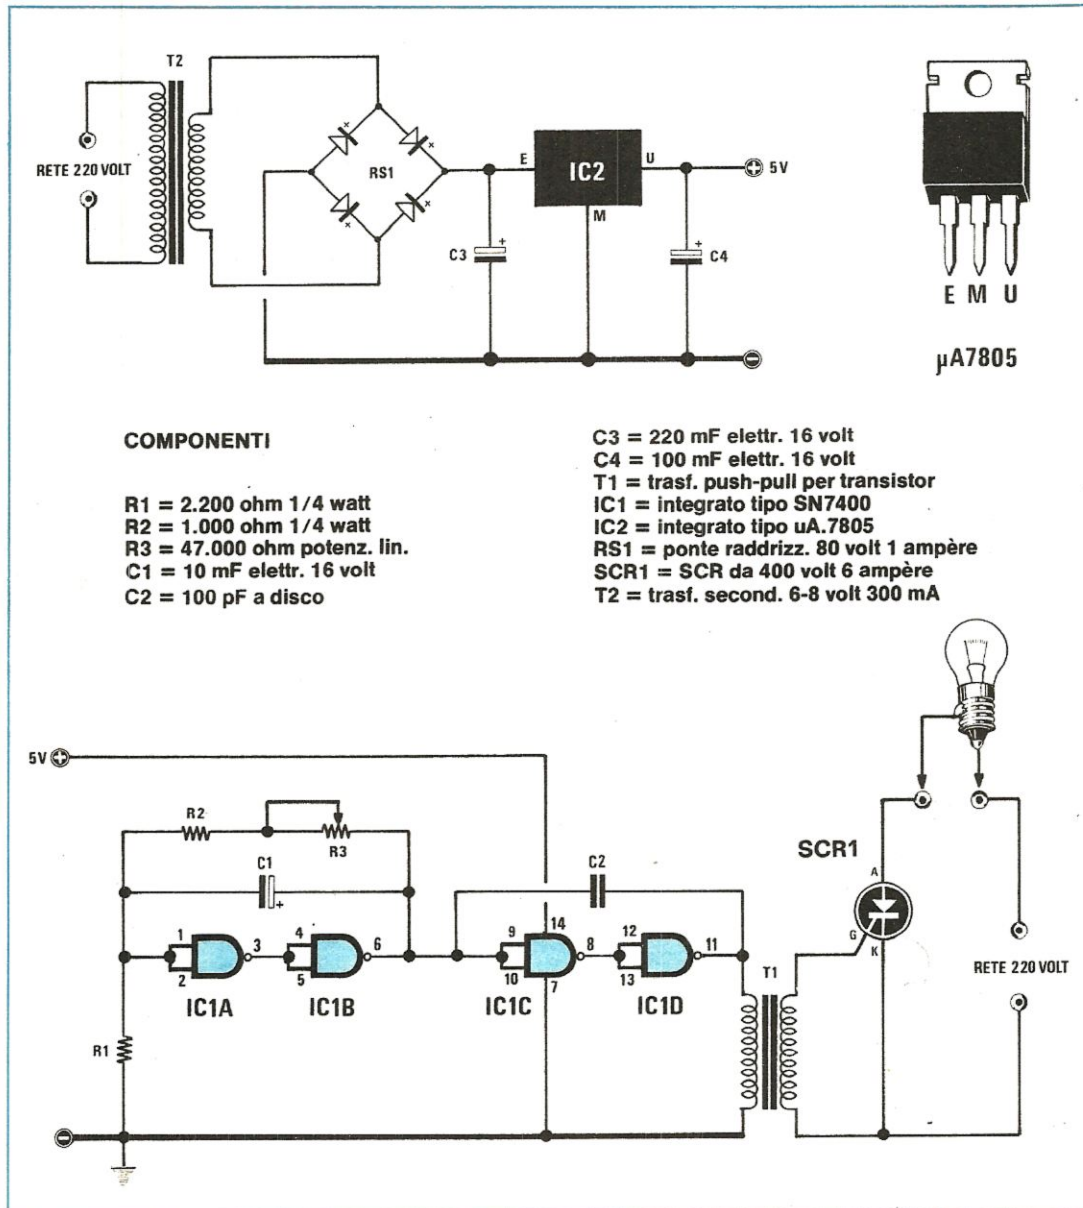 T2
RETE 220 VOLT
RS1
E
IC2
U
M
C3
+
C4
+
5V
E M U
µA7805
COMPONENTI
R1 = 2.200 ohm 1/4 watt
R2 = 1.000 ohm 1/4 watt
R3 = 47.000 ohm potenz. lin.
C1 = 10 mF elettr. 16 volt
C2 = 100 pF a disco
C3 = 220 mF elettr. 16 volt
C4 = 100 mF elettr. 16 volt
T1 = trasf. push-pull per transistor
IC1 = integrato tipo SN7400
IC2 = integrato tipo uA.7805
RS1 = ponte raddrizz. 80 volt 1 ampère
SCR1 = SCR da 400 volt 6 ampère
T2 = trasf. second. 6-8 volt 300 mA
5V
R2
R3
C1
+
C2
1
2
3
4
5
6
9
10
14
7
8
12
13
11
IC1A
IC1B
IC1C
IC1D
R1
T1
SCR1
A
G
K
RETE 220 VOLT